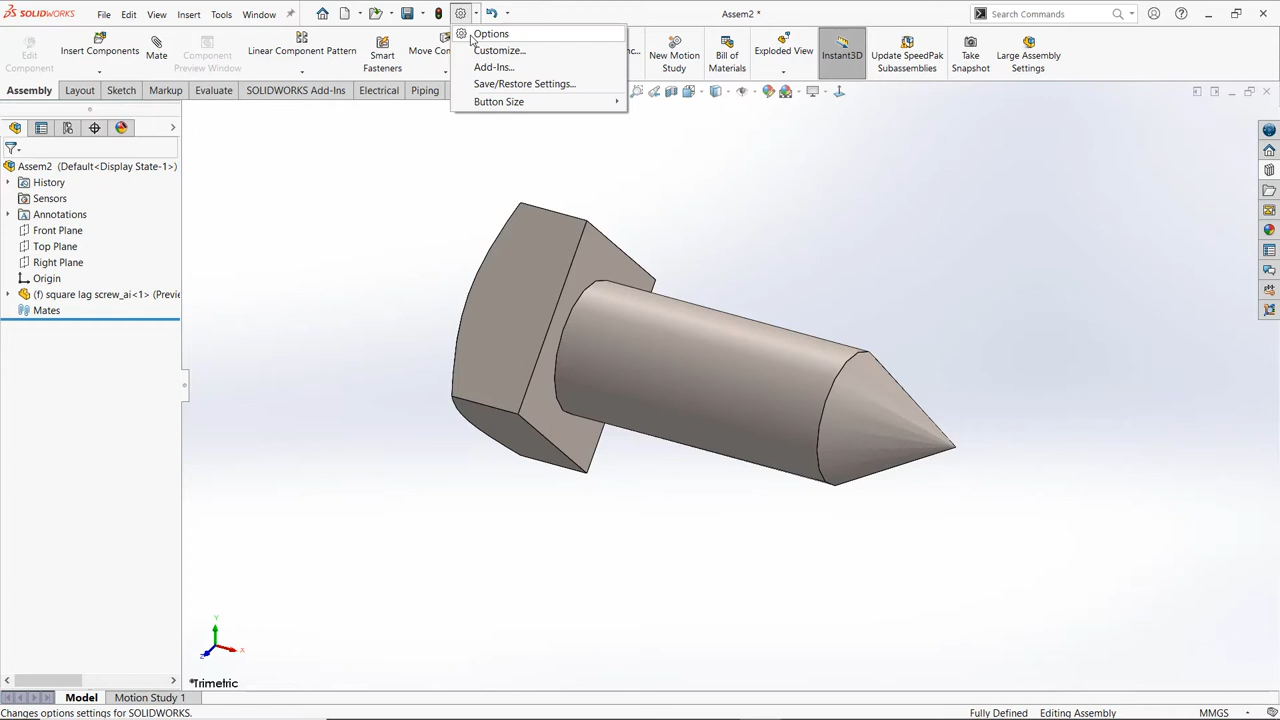 SOLIDWORKS File Edit View Insert Tools Window Assem2 * Search Commands
Options
Customize...
Add-Ins...
Save/Restore Settings...
Button Size
Edit Component
Insert Components
Mate
Component Preview Window
Linear Component Pattern
Smart Fasteners
Move Co
c...
New Motion Study
Bill of Materials
Exploded View
Instant3D
Update SpeedPak Subassemblies
Take Snapshot
Large Assembly Settings
Assembly Layout Sketch Markup Evaluate SOLIDWORKS Add-Ins Electrical Piping
Assem2 (Default<Display State-1>)
History
Sensors
Annotations
Front Plane
Top Plane
Right Plane
Origin
(f) square lag screw_ai<1> (Previe
Mates
Y
X
Z
*Trimetric
Model Motion Study 1
Changes options settings for SOLIDWORKS. Fully Defined Editing Assembly MMGS